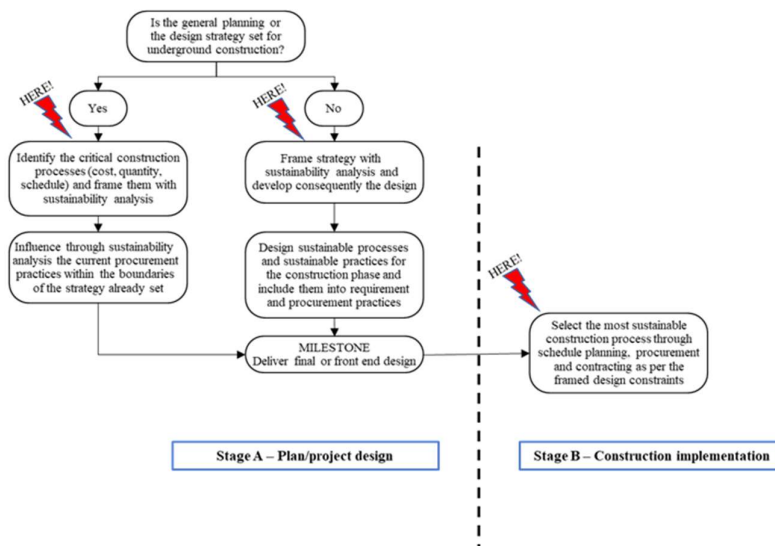 Is the general planning or
the design strategy set for
underground construction?
HERE!
Yes
HERE!
No
Identify the critical construction
processes (cost, quantity,
schedule) and frame them with
sustainability analysis
Frame strategy with
sustainability analysis and
develop consequently the design
Influence through sustainability
analysis the current procurement
practices within the boundaries
of the strategy already set
Design sustainable processes
and sustainable practices for
the construction phase and
include them into requirement
and procurement practices
HERE!
MILESTONE
Deliver final or front end design
Select the most sustainable
construction process through
schedule planning, procurement
and contracting as per the
framed design constraints
Stage A – Plan/project design
Stage B – Construction implementation